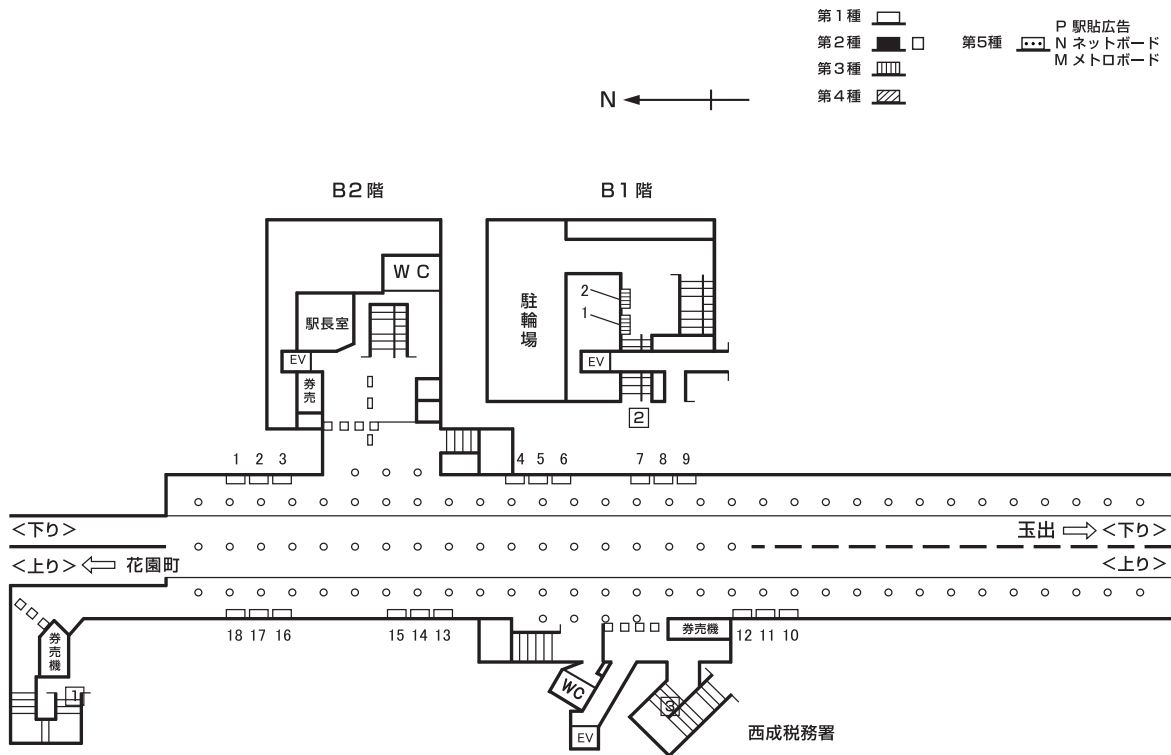 第1種
第2種
第3種
第4種
第5種
P 駅貼広告
N ネットボード
M メトロボード
N
B2階
B1階
WC
駅長室
EV
券売
駐輪場
2
1
EV
2
1 2 3
4 5 6
7 8 9
<下り>
玉出 <下り>
<上り> 花園町
<上り>
18 17 16
15 14 13
12 11 10
券売機
券売機
1
WC
EV
3
西成税務署